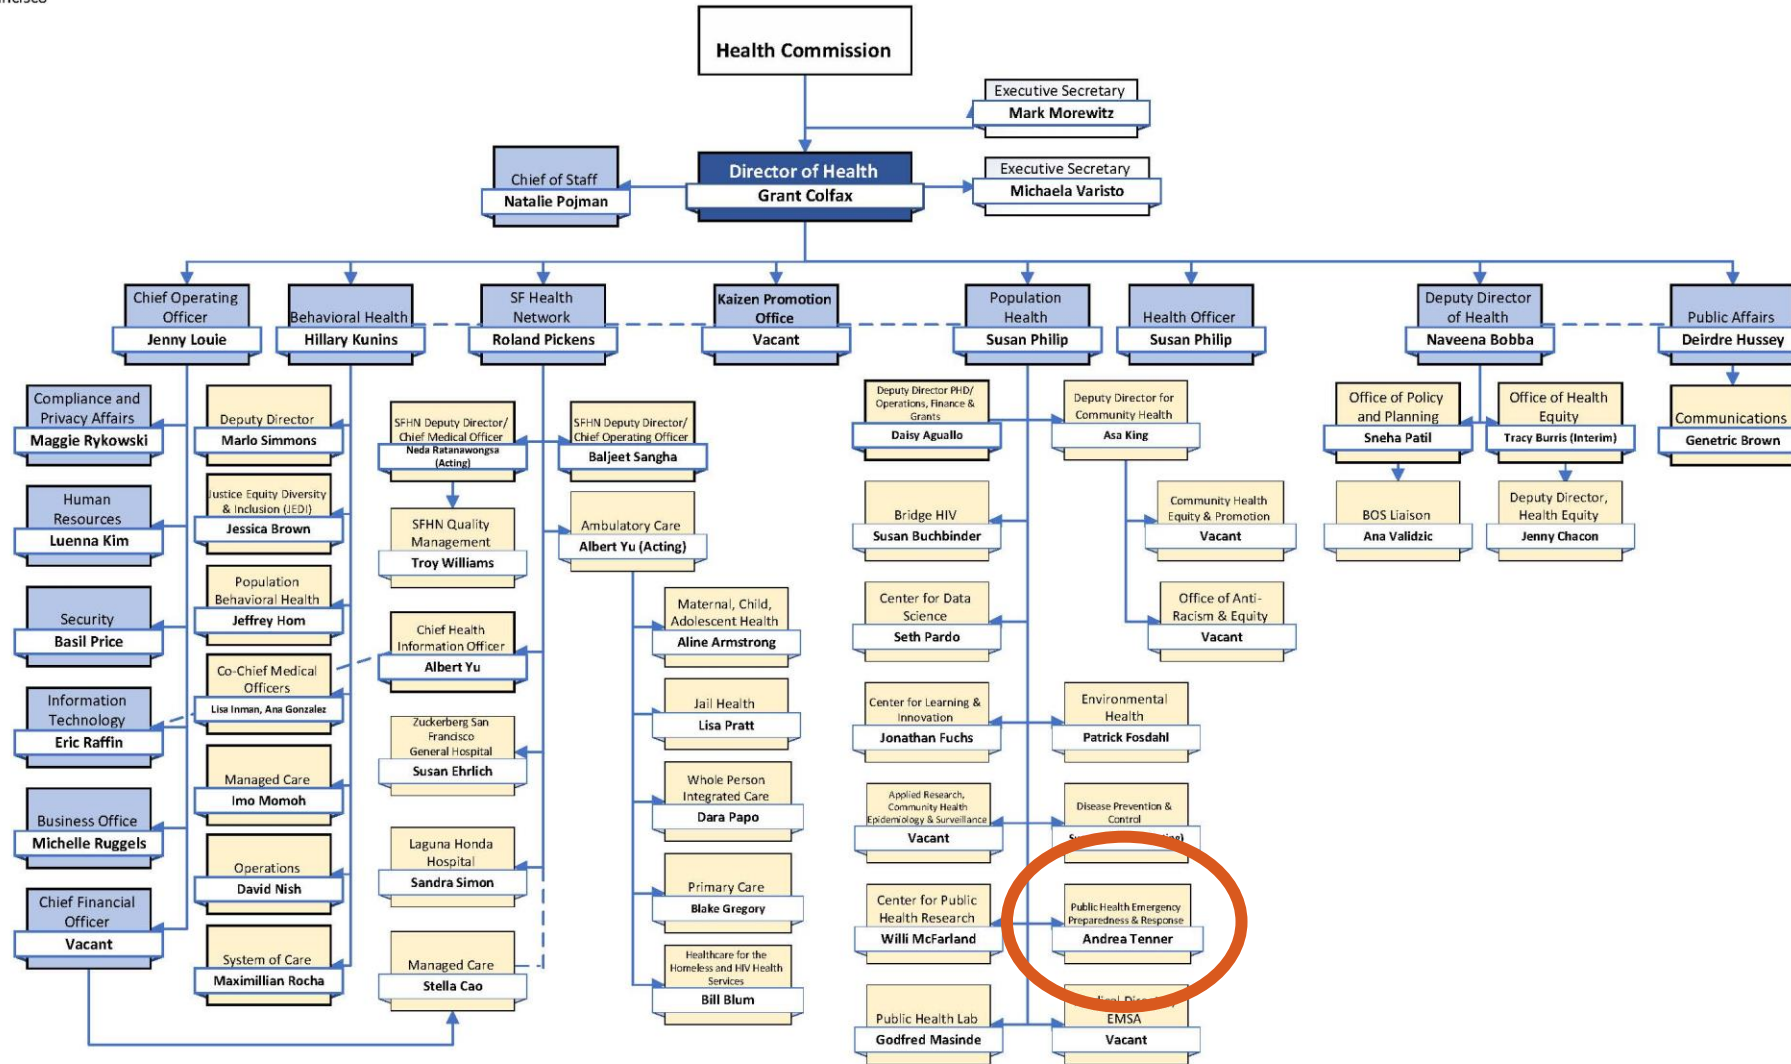 Health Commission
Executive Secretary
Mark Morewitz
Director of Health
Grant Colfax
Chief of Staff
Natalie Pojman
Executive Secretary
Michaela Varisto
Chief Operating
Officer
Jenny Louie
Behavioral Health
Hillary Kunins
SF Health
Network
Roland Pickens
Kaizen Promotion
Office
Vacant
Population
Health
Susan Philip
Health Officer
Susan Philip
Deputy Director
of Health
Naveena Bobba
Public Affairs
Deirdre Hussey
Compliance and
Privacy Affairs
Maggie Rykowski
Human
Resources
Luenna Kim
Security
Basil Price
Information
Technology
Eric Raffin
Business Office
Michelle Ruggels
Chief Financial
Officer
Vacant
Deputy Director
Marlo Simmons
Justice Equity Diversity
& Inclusion (JEDI)
Jessica Brown
Population
Behavioral Health
Jeffrey Hom
Co-Chief Medical
Officers
Lisa Inman, Ana Gonzalez
Managed Care
Imo Momoh
Operations
David Nish
System of Care
Maximillian Rocha
SFHN Deputy Director/
Chief Medical Officer
Neda Ratanawongsa
(Acting)
SFHN Quality
Management
Troy Williams
Chief Health
Information Officer
Albert Yu
Zuckerberg San
Francisco
General Hospital
Susan Ehrlich
Laguna Honda
Hospital
Sandra Simon
Managed Care
Stella Cao
SFHN Deputy Director/
Chief Operating Officer
Baljeet Sangha
Ambulatory Care
Albert Yu (Acting)
Maternal, Child,
Adolescent Health
Aline Armstrong
Jail Health
Lisa Pratt
Whole Person
Integrated Care
Dara Papo
Primary Care
Blake Gregory
Healthcare for the
Homeless and HIV Health
Services
Bill Blum
Deputy Director PHD/
Operations, Finance &
Grants
Daisy Aguallo
Deputy Director for
Community Health
Asa King
Community Health
Equity & Promotion
Vacant
Office of Anti-
Racism & Equity
Vacant
Bridge HIV
Susan Buchbinder
Center for Data
Science
Seth Pardo
Center for Learning &
Innovation
Jonathan Fuchs
Environmental
Health
Patrick Fosdahl
Applied Research,
Community Health
Epidemiology & Surveillance
Vacant
Disease Prevention &
Control
Center for Public
Health Research
Willi McFarland
Public Health Emergency
Preparedness & Response
Andrea Tenner
Public Health Lab
Godfred Masinde
EMSA
Vacant
Office of Policy
and Planning
Sneha Patil
Office of Health
Equity
Tracy Burris (Interim)
BOS Liaison
Ana Validzic
Deputy Director,
Health Equity
Jenny Chacon
Communications
Genetric Brown